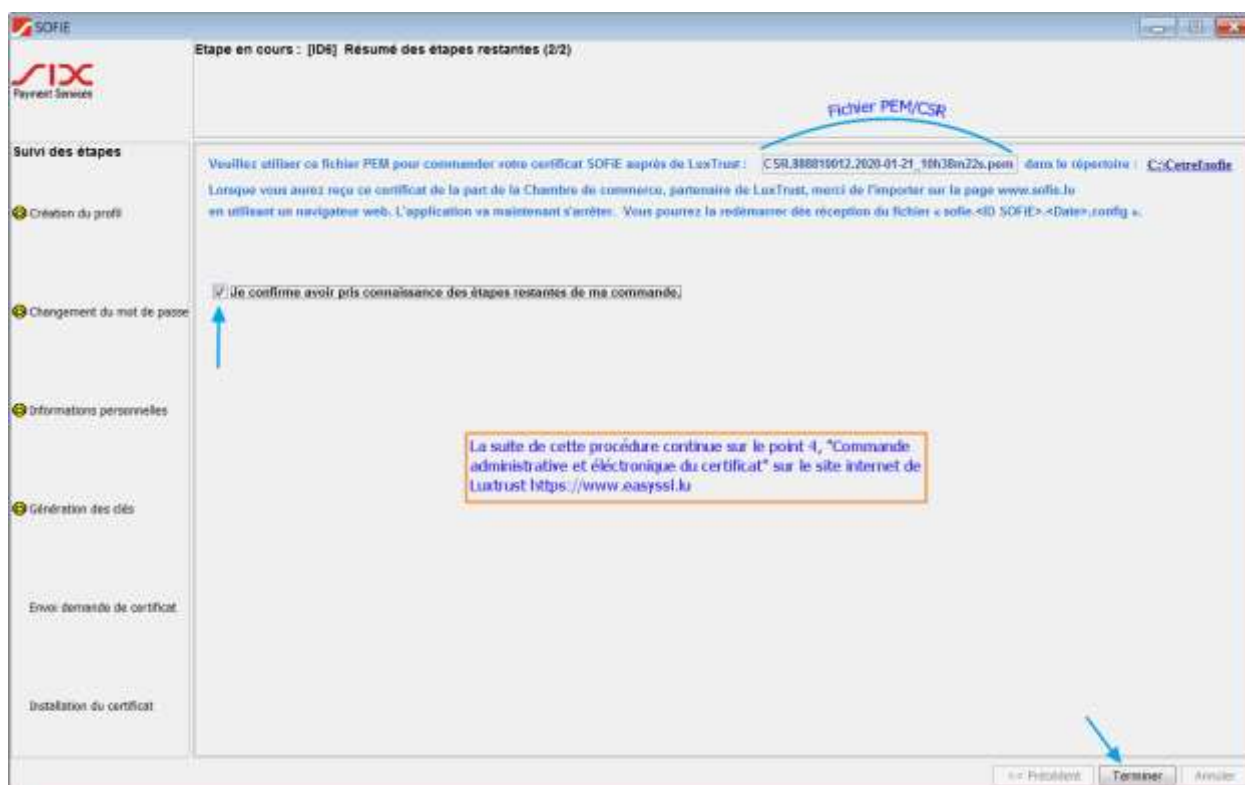 SOFiE
Etape en cours : [ID6] Résumé des étapes restantes (2/2)
SIX
Payment Services
Fichier PEM/CSR
Suivi des étapes
Veuillez utiliser ce fichier PEM pour commander votre certificat SOFiE auprès de LuxTrust : CSR.888819012.2020-01-21_10h38m22s.pem dans le répertoire : C:\Cetrel\sofie
Lorsque vous aurez reçu ce certificat de la part de la Chambre de commerce, partenaire de LuxTrust, merci de l'importer sur la page www.sofie.lu
en utilisant un navigateur web. L'application va maintenant s'arrêter. Vous pourrez la redémarrer dès réception du fichier « sofie.<ID SOFiE>.<Date>.config ».
Création du profil
Je confirme avoir pris connaissance des étapes restantes de ma commande.
Changement du mot de passe
Informations personnelles
La suite de cette procédure continue sur le point 4, "Commande
administrative et éléctronique du certificat" sur le site internet de
Luxtrust https://www.easyssl.lu
Génération des clés
Envoi demande de certificat
Installation du certificat
<< Précédent Terminer Annuler